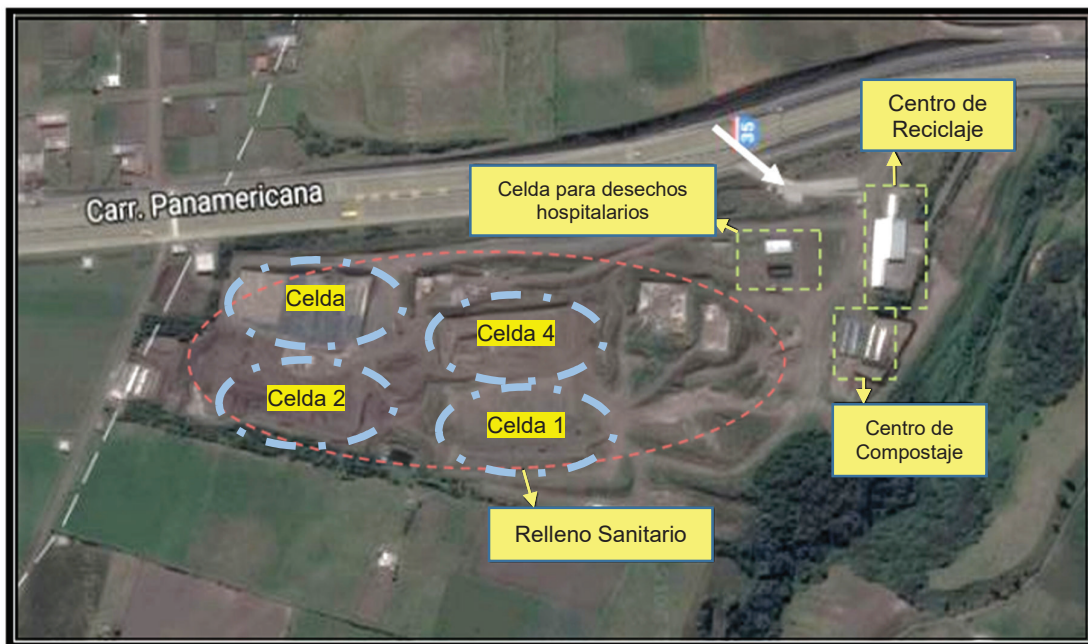 Centro de
Reciclaje
35
Celda para desechos
hospitalarios
Carr. Panamericana
Celda
Celda 4
Celda 2
Celda 1
Centro de
Compostaje
Relleno Sanitario